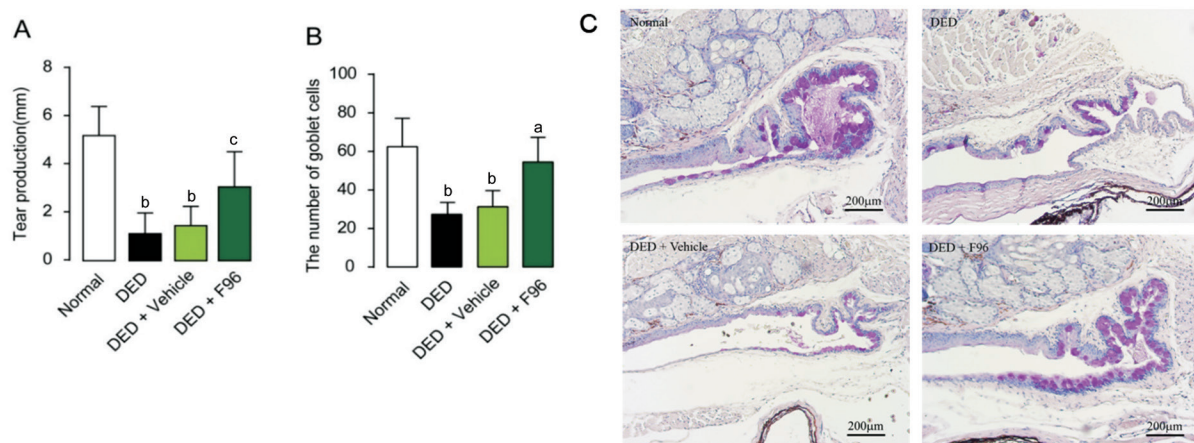 A
Tear production(mm)
8
6
4
2
0
b
b
c
Normal
DED
DED + Vehicle
DED + F96
B
The number of goblet cells
100
80
60
40
20
0
b
b
a
Normal
DED
DED + Vehicle
DED + F96
C
Normal
200μm
DED
200μm
DED + Vehicle
200μm
DED + F96
200μm